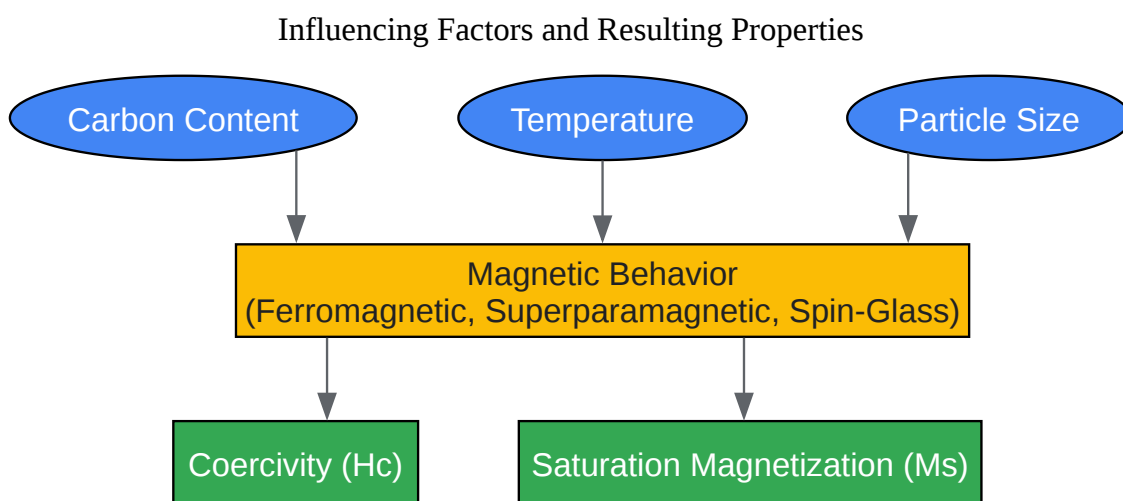 Influencing Factors and Resulting Properties
Carbon Content
Temperature
Particle Size
Magnetic Behavior
(Ferromagnetic, Superparamagnetic, Spin-Glass)
Coercivity (Hc)
Saturation Magnetization (Ms)